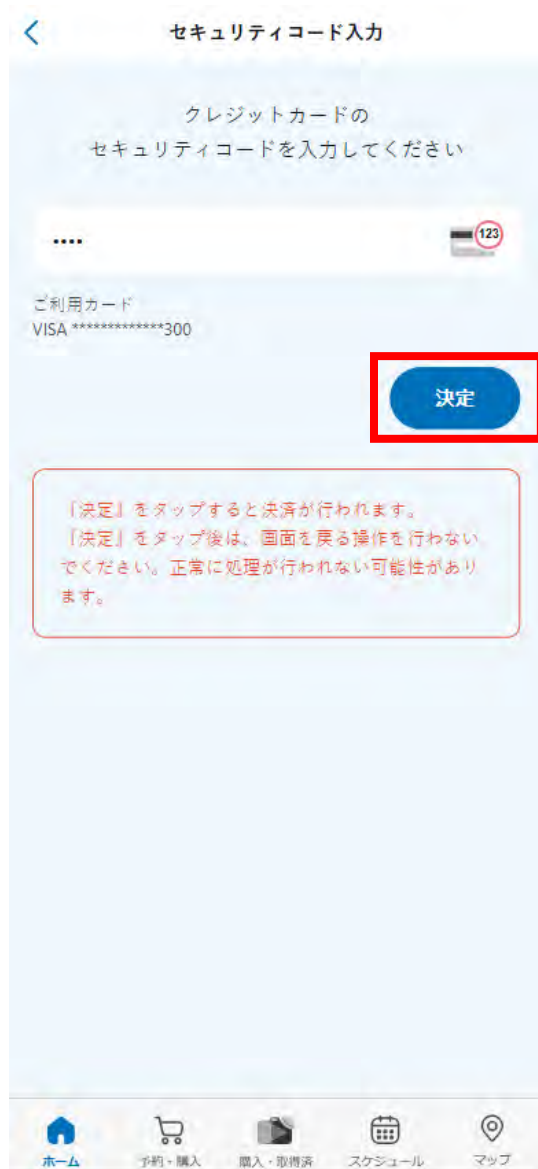 セキュリティコード入力
クレジットカードの
セキュリティコードを入力してください
••••
123
ご利用カード
VISA *************300
決定
『決定』をタップすると決済が行われます。
『決定』をタップ後は、画面を戻る操作を行わない
でください。正常に処理が行われない可能性があり
ます。
ホーム
予約・購入
購入・取得済
スケジュール
マップ